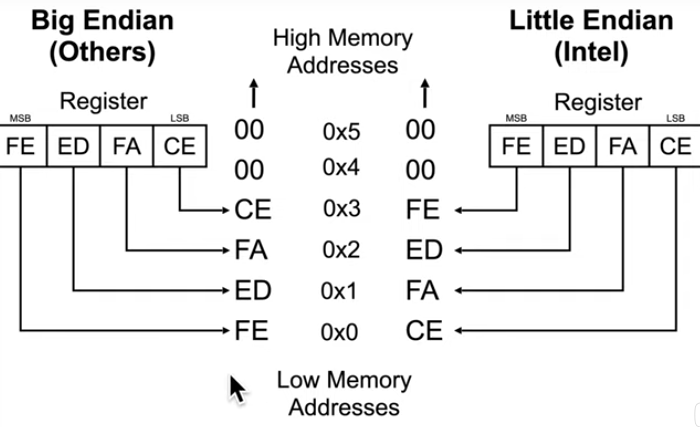 Big Endian
(Others)
High Memory
Addresses
Little Endian
(Intel)
Register
MSB LSB
FE ED FA CE
Register
MSB LSB
FE ED FA CE
00 0x5 00
00 0x4 00
CE 0x3 FE
FA 0x2 ED
ED 0x1 FA
FE 0x0 CE
Low Memory
Addresses